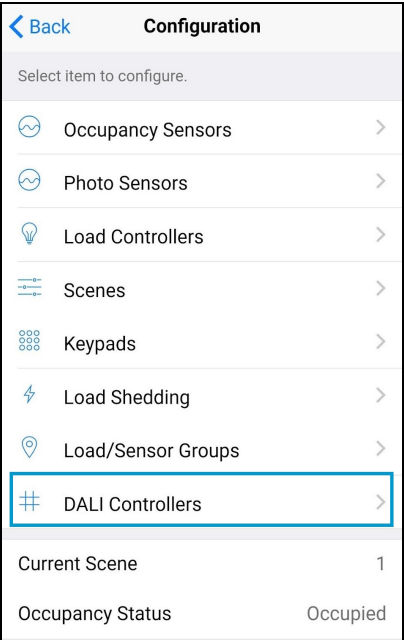 Back Configuration
Select item to configure.
Occupancy Sensors
Photo Sensors
Load Controllers
Scenes
Keypads
Load Shedding
Load/Sensor Groups
DALI Controllers
Current Scene 1
Occupancy Status Occupied